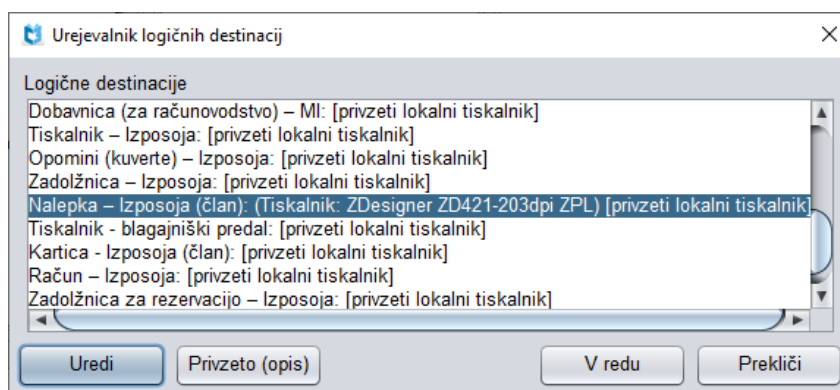 Urejevalnik logičnih destinacij
Logične destinacije
Dobavnica (za računovodstvo) – MI: [privzeti lokalni tiskalnik]
Tiskalnik – Izposoja: [privzeti lokalni tiskalnik]
Opomini (kuverte) – Izposoja: [privzeti lokalni tiskalnik]
Zadolžnica – Izposoja: [privzeti lokalni tiskalnik]
Nalepka – Izposoja (član): (Tiskalnik: ZDesigner ZD421-203dpi ZPL) [privzeti lokalni tiskalnik]
Tiskalnik - blagajniški predal: [privzeti lokalni tiskalnik]
Kartica - Izposoja (član): [privzeti lokalni tiskalnik]
Račun – Izposoja: [privzeti lokalni tiskalnik]
Zadolžnica za rezervacijo – Izposoja: [privzeti lokalni tiskalnik]
Uredi Privzeto (opis) V redu Prekliči